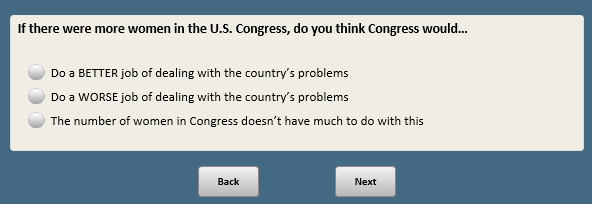 If there were more women in the U.S. Congress, do you think Congress would...
Do a BETTER job of dealing with the country's problems
Do a WORSE job of dealing with the country's problems
The number of women in Congress doesn't have much to do with this
Back
Next